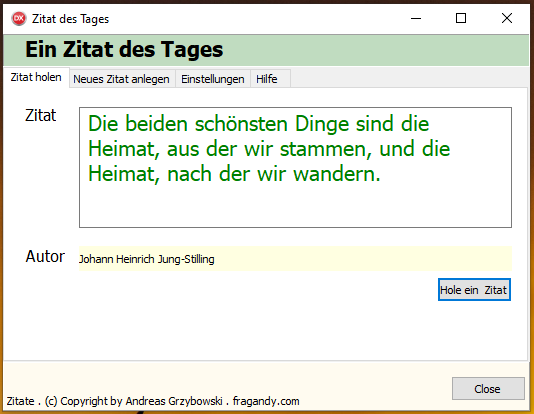 DX Zitat des Tages
Ein Zitat des Tages
Zitat holen Neues Zitat anlegen Einstellungen Hilfe
Zitat
Die beiden schönsten Dinge sind die
Heimat, aus der wir stammen, und die
Heimat, nach der wir wandern.
Autor Johann Heinrich Jung-Stilling
Hole ein Zitat
Close
Zitate . (c) Copyright by Andreas Grzybowski . fragandy.com